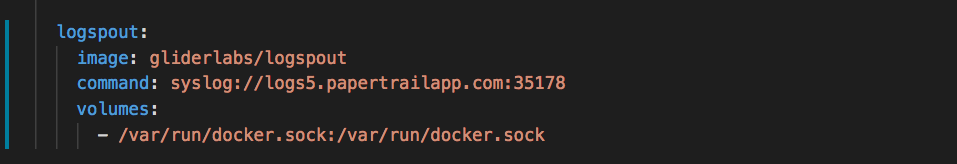 logspout:
image: gliderlabs/logspout
command: syslog://logs5.papertrailapp.com:35178
volumes:
- /var/run/docker.sock:/var/run/docker.sock